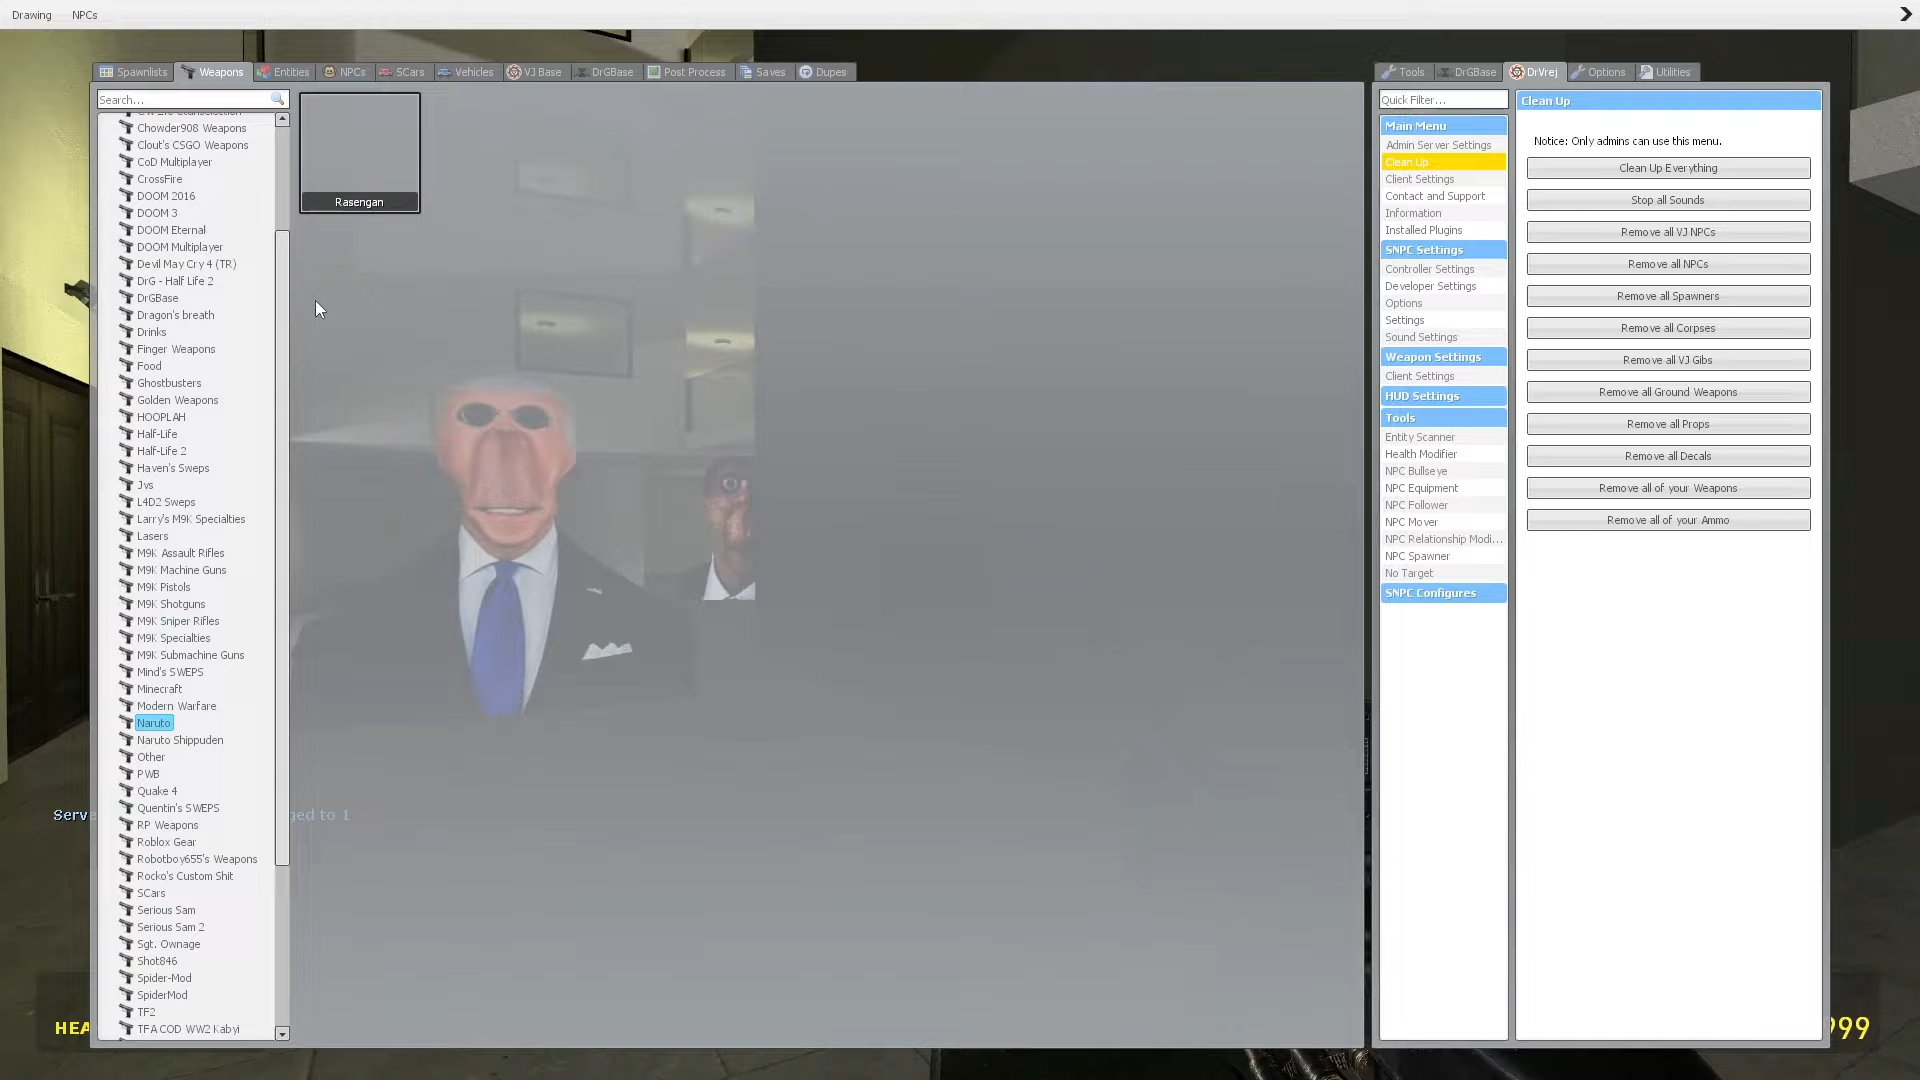 Drawing NPCs
Spawnlists Weapons Entities NPCs SCars Vehicles VJ Base DrGBase Post Process Saves Dupes
Search...
Chowder908 Weapons
Clout's CSGO Weapons
CoD Multiplayer
CrossFire
DOOM 2016
DOOM 3
DOOM Eternal
DOOM Multiplayer
Devil May Cry 4 (TR)
DrG - Half Life 2
DrGBase
Dragon's breath
Drinks
Finger Weapons
Food
Ghostbusters
Golden Weapons
HOOPLAH
Half-Life
Half-Life 2
Haven's Sweps
Jvs
L4D2 Sweps
Larry's M9K Specialties
Lasers
M9K Assault Rifles
M9K Machine Guns
M9K Pistols
M9K Shotguns
M9K Sniper Rifles
M9K Specialties
M9K Submachine Guns
Mind's SWEPS
Minecraft
Modern Warfare
Naruto
Naruto Shippuden
Other
PWB
Quake 4
Quentin's SWEPS
RP Weapons
Roblox Gear
Robotboy655's Weapons
Rocko's Custom Shit
SCars
Serious Sam
Serious Sam 2
Sgt. Ownage
Shot846
Spider-Mod
SpiderMod
TF2
TFA COD WW2 Kabyi
Rasengan
Serve
ged to 1
HEA
999
Tools DrGBase DrVrej Options Utilities
Quick Filter...
Main Menu
Admin Server Settings
Clean Up
Client Settings
Contact and Support
Information
Installed Plugins
SNPC Settings
Controller Settings
Developer Settings
Options
Settings
Sound Settings
Weapon Settings
Client Settings
HUD Settings
Tools
Entity Scanner
Health Modifier
NPC Bullseye
NPC Equipment
NPC Follower
NPC Mover
NPC Relationship Modi...
NPC Spawner
No Target
SNPC Configures
Clean Up
Notice: Only admins can use this menu.
Clean Up Everything
Stop all Sounds
Remove all VJ NPCs
Remove all NPCs
Remove all Spawners
Remove all Corpses
Remove all VJ Gibs
Remove all Ground Weapons
Remove all Props
Remove all Decals
Remove all of your Weapons
Remove all of your Ammo